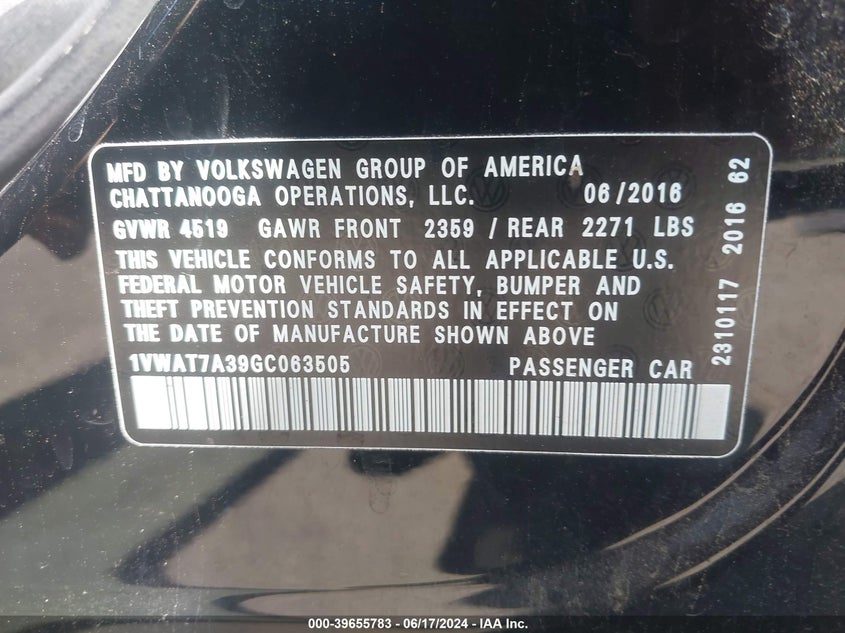 MFD BY VOLKSWAGEN GROUP OF AMERICA
CHATTANOOGA OPERATIONS, LLC. 06/2016
GVWR 4519 GAWR FRONT 2359 / REAR 2271 LBS
THIS VEHICLE CONFORMS TO ALL APPLICABLE U.S.
FEDERAL MOTOR VEHICLE SAFETY, BUMPER AND
THEFT PREVENTION STANDARDS IN EFFECT ON
THE DATE OF MANUFACTURE SHOWN ABOVE
1VWAT7A39GC063505 PASSENGER CAR
2310117 2016 62
000-39655783 - 06/17/2024 - IAA Inc.